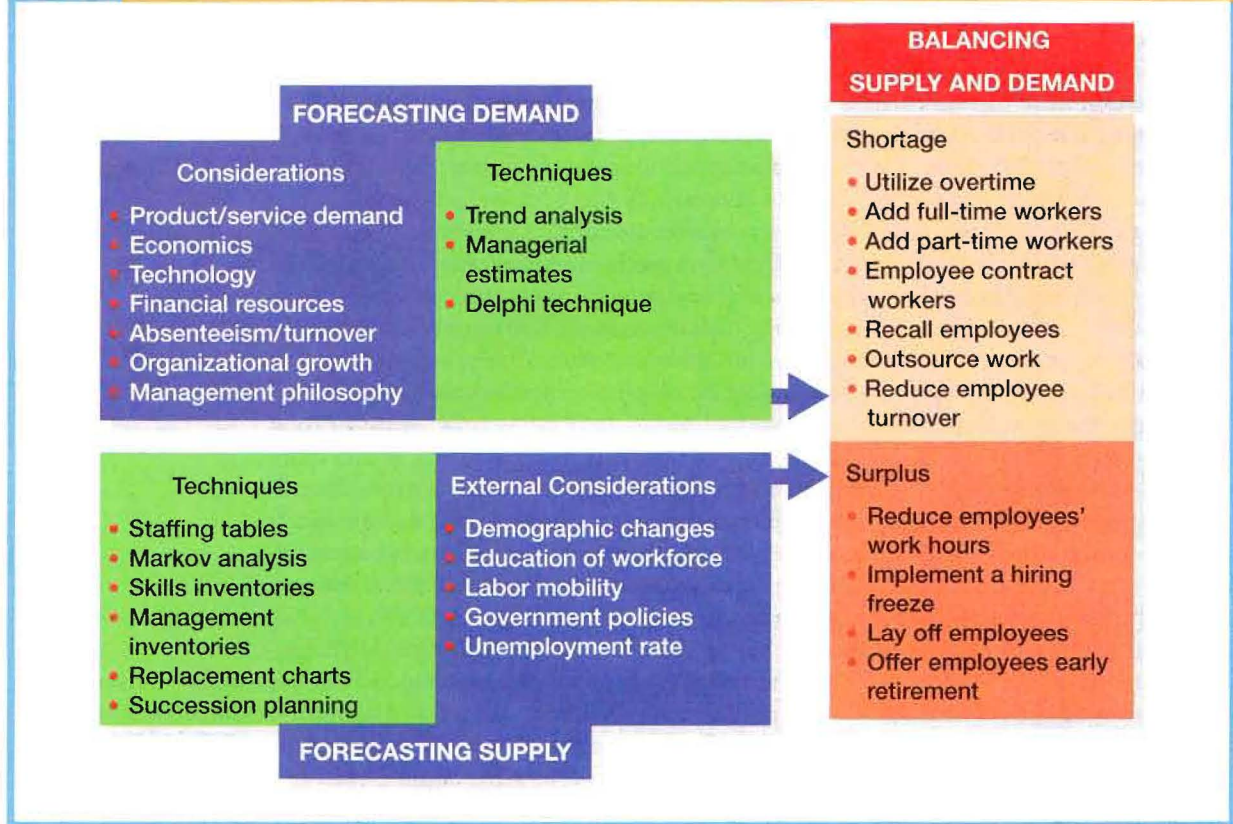 FORECASTING DEMAND
Considerations
• Product/service demand
• Economics
• Technology
• Financial resources
• Absenteeism/turnover
• Organizational growth
• Management philosophy
Techniques
• Trend analysis
• Managerial
estimates
• Delphi technique
Techniques
• Staffing tables
• Markov analysis
• Skills inventories
• Management
inventories
• Replacement charts
• Succession planning
External Considerations
• Demographic changes
• Education of workforce
• Labor mobility
• Government policies
• Unemployment rate
FORECASTING SUPPLY
BALANCING
SUPPLY AND DEMAND
Shortage
• Utilize overtime
• Add full-time workers
• Add part-time workers
• Employee contract
workers
• Recall employees
• Outsource work
• Reduce employee
turnover
Surplus
• Reduce employees'
work hours
• Implement a hiring
freeze
• Lay off employees
• Offer employees early
retirement